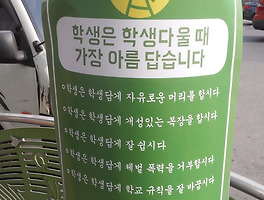 학생은 학생다울 때
가장 아름 답습니다
학생은 학생답게 자유로운 머리를 합시다
학생은 학생답게 개성있는 복장을 합시다
학생은 학생답게 잘 쉽시다
학생은 학생답게 체벌 폭력을 거부합시다
학생은 학생답게 학교 규칙을 잘 바꿉시다